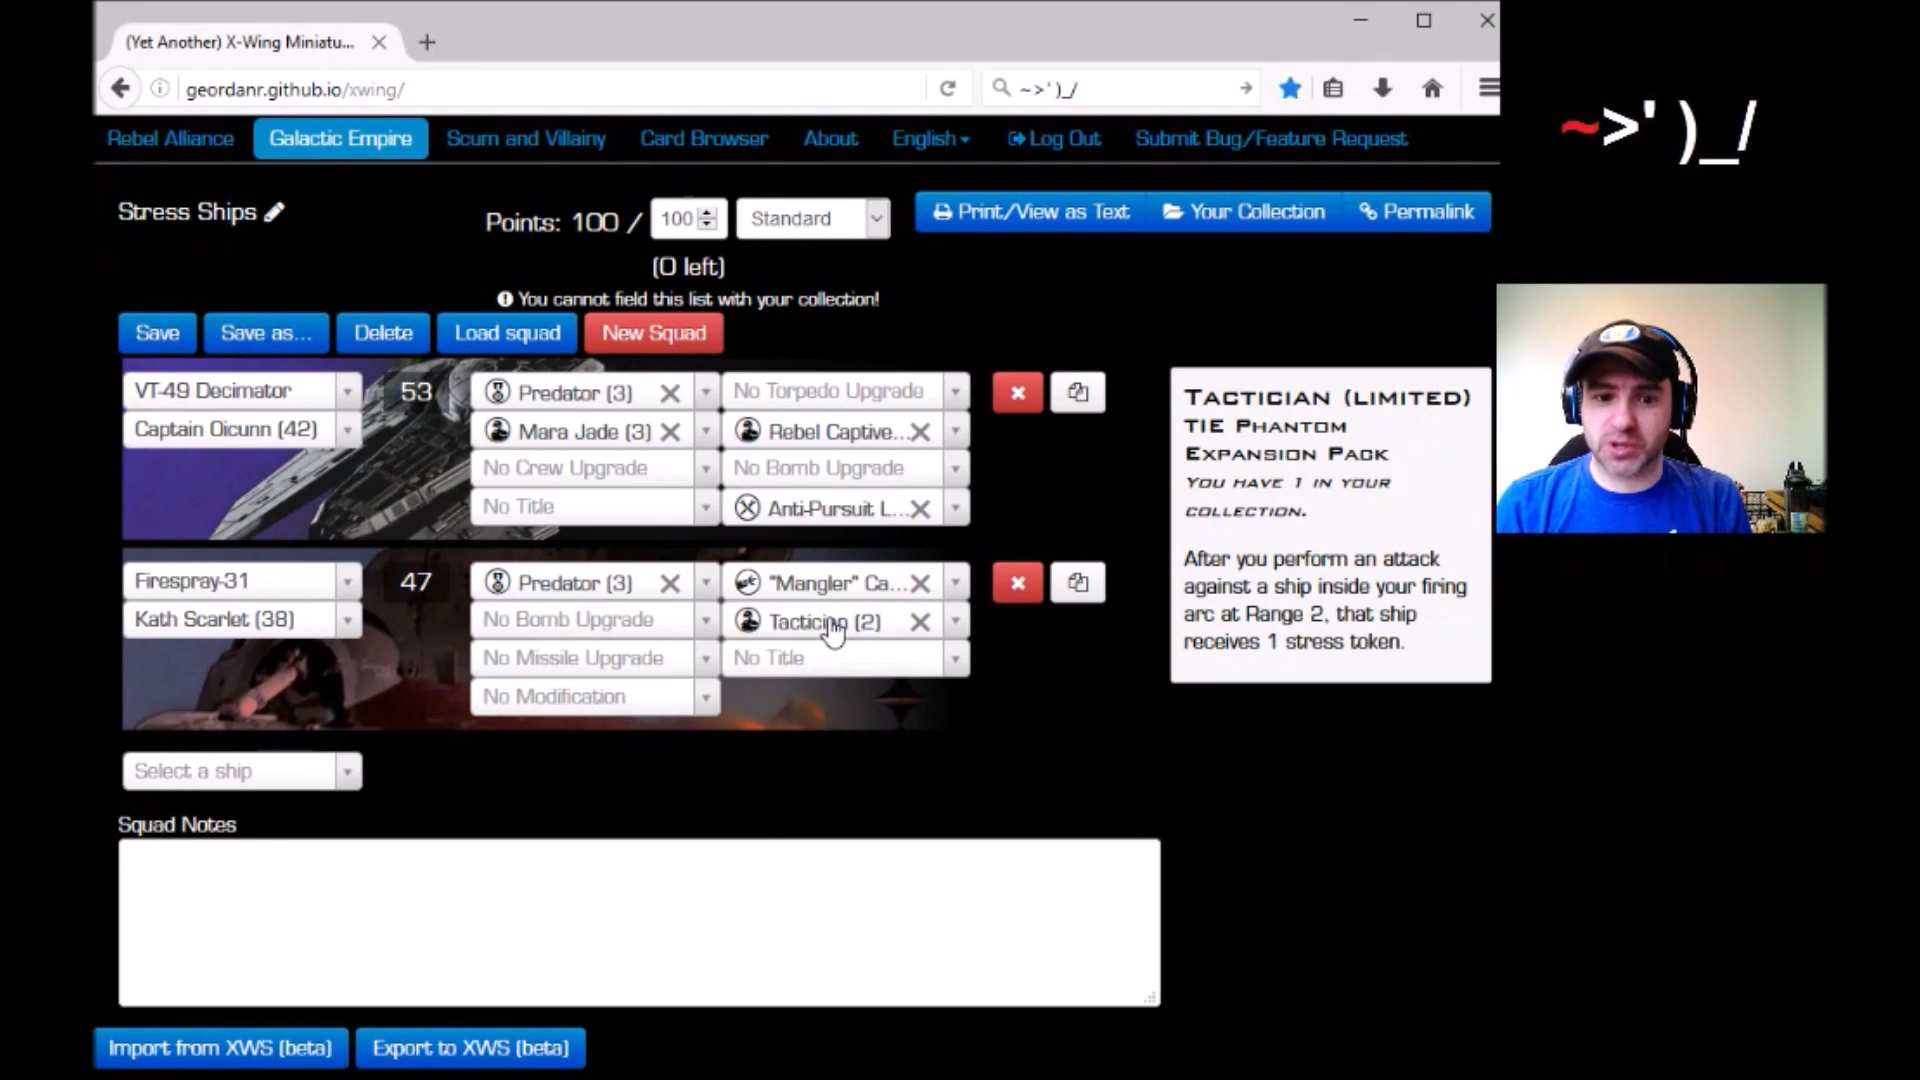 (Yet Another) X-Wing Miniatu...
geordanr.github.io/xwing/
~>')_/
Rebel Alliance
Galactic Empire
Scum and Villainy
Card Browser
About
English
Log Out
Submit Bug/Feature Request
~>')_/
Stress Ships
Points: 100 / 100
Standard
Print/View as Text
Your Collection
Permalink
(0 left)
You cannot field this list with your collection!
Save
Save as...
Delete
Load squad
New Squad
VT-49 Decimator
53
Predator (3)
No Torpedo Upgrade
Captain Oicunn (42)
Mara Jade (3)
Rebel Captive...
No Crew Upgrade
No Bomb Upgrade
No Title
Anti-Pursuit L...
Firespray-31
47
Predator (3)
"Mangler" Ca...
Kath Scarlet (38)
No Bomb Upgrade
Tactician (2)
No Missile Upgrade
No Title
No Modification
Select a ship
TACTICIAN (LIMITED)
TIE PHANTOM
EXPANSION PACK
YOU HAVE 1 IN YOUR
COLLECTION.
After you perform an attack
against a ship inside your firing
arc at Range 2, that ship
receives 1 stress token.
Squad Notes
Import from XWS (beta)
Export to XWS (beta)